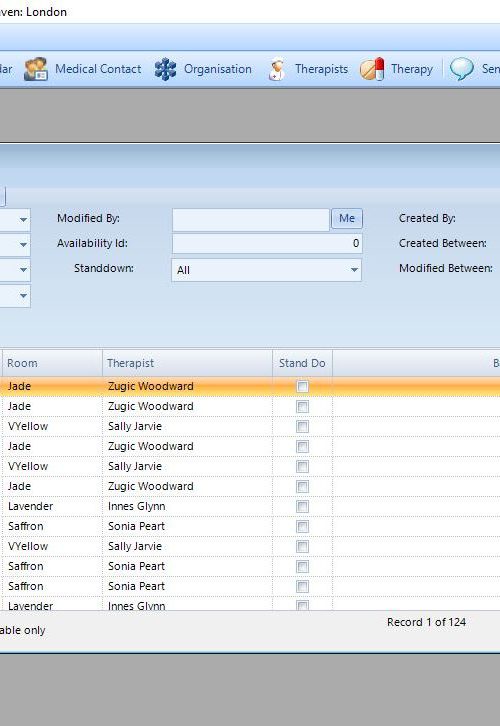 aven: London
dar Medical Contact Organisation Therapists Therapy Sen
Modified By: Me Created By:
Availability Id: 0 Created Between:
Standdown: All Modified Between:
Room Therapist Stand Do B
Jade Zugic Woodward
Jade Zugic Woodward
VYellow Sally Jarvie
Jade Zugic Woodward
VYellow Sally Jarvie
Jade Zugic Woodward
Lavender Innes Glynn
Saffron Sonia Peart
VYellow Sally Jarvie
Saffron Sonia Peart
Saffron Sonia Peart
Lavender Innes Glynn
Record 1 of 124
able only